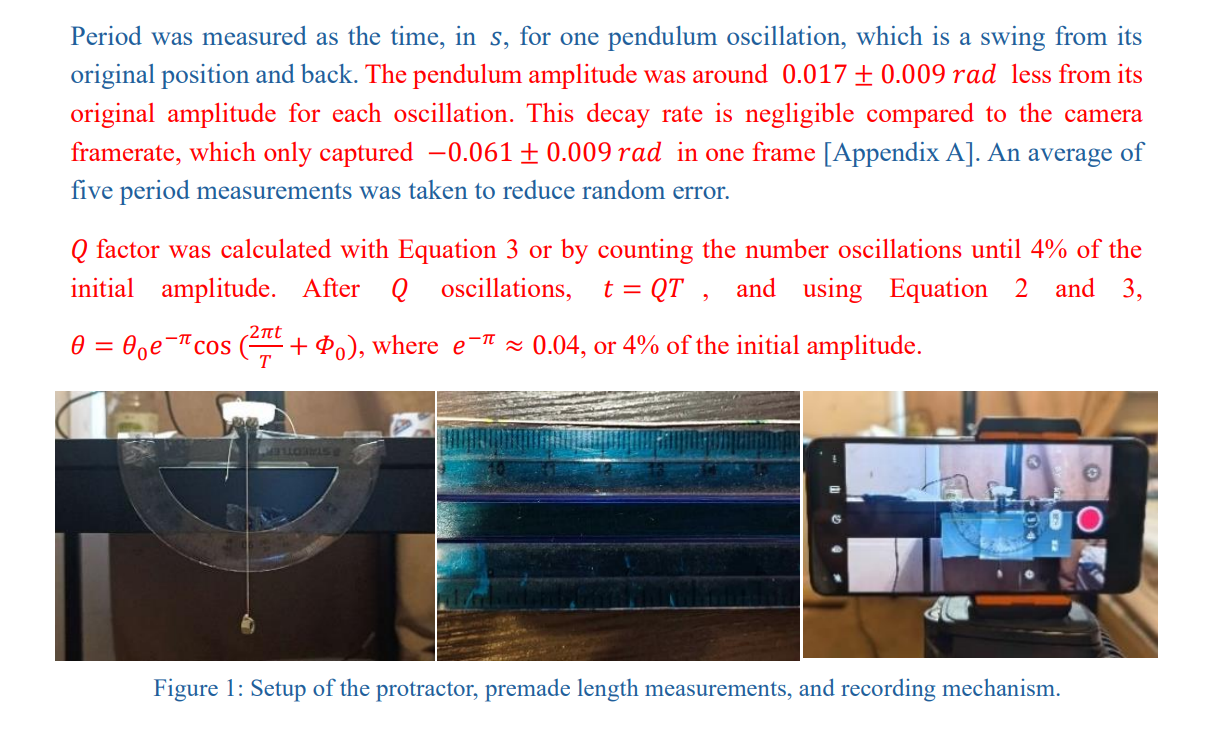 Period was measured as the time, in s, for one pendulum oscillation, which is a swing from its
original position and back. The pendulum amplitude was around 0.017 ± 0.009 rad less from its
original amplitude for each oscillation. This decay rate is negligible compared to the camera
framerate, which only captured −0.061 ± 0.009 rad in one frame [Appendix A]. An average of
five period measurements was taken to reduce random error.
Q factor was calculated with Equation 3 or by counting the number oscillations until 4% of the
initial amplitude. After Q oscillations, t = QT , and using Equation 2 and 3,
θ = θ₀e^{−π} cos (2πt/T + Φ₀), where e^{−π} ≈ 0.04, or 4% of the initial amplitude.
10 11 12 13 14 15
Figure 1: Setup of the protractor, premade length measurements, and recording mechanism.